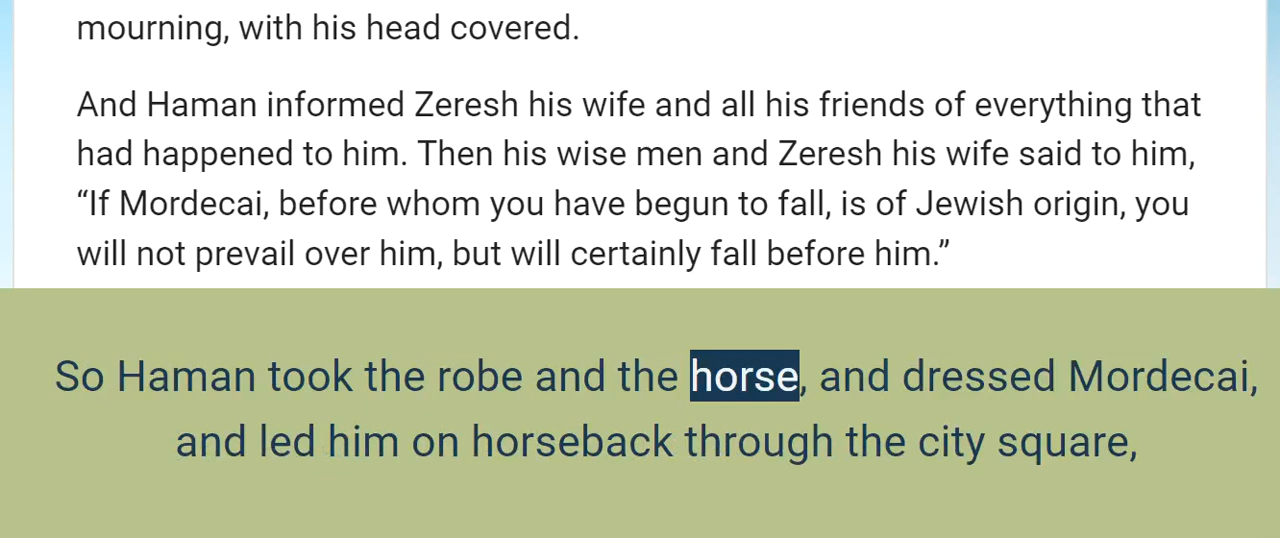 mourning, with his head covered.
And Haman informed Zeresh his wife and all his friends of everything that
had happened to him. Then his wise men and Zeresh his wife said to him,
“If Mordecai, before whom you have begun to fall, is of Jewish origin, you
will not prevail over him, but will certainly fall before him.”
So Haman took the robe and the horse, and dressed Mordecai,
and led him on horseback through the city square,